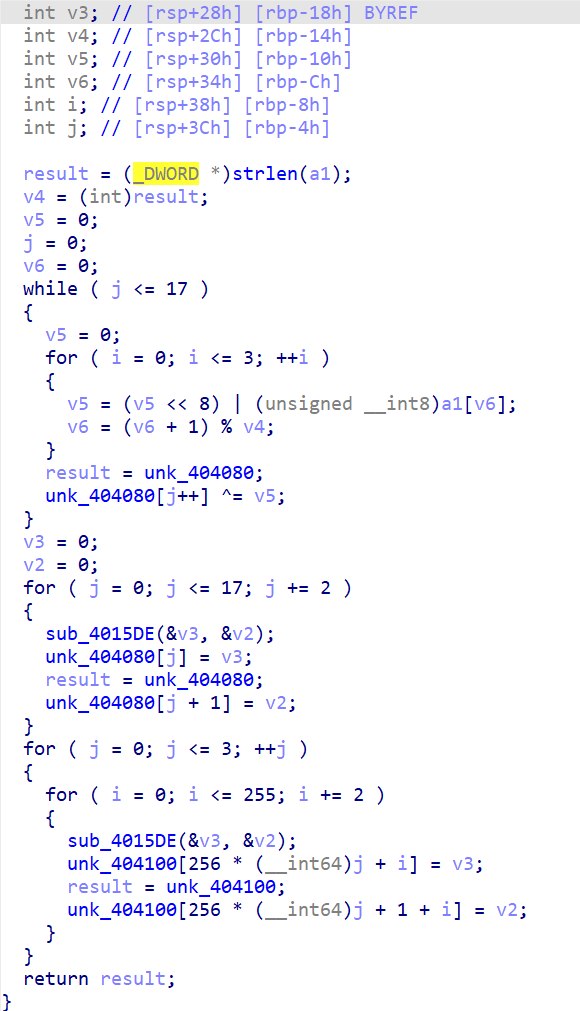 int v3; // [rsp+28h] [rbp-18h] BYREF
int v4; // [rsp+2Ch] [rbp-14h]
int v5; // [rsp+30h] [rbp-10h]
int v6; // [rsp+34h] [rbp-Ch]
int i; // [rsp+38h] [rbp-8h]
int j; // [rsp+3Ch] [rbp-4h]

result = (_DWORD *)strlen(a1);
v4 = (int)result;
v5 = 0;
j = 0;
v6 = 0;
while ( j <= 17 )
{
  v5 = 0;
  for ( i = 0; i <= 3; ++i )
  {
    v5 = (v5 << 8) | (unsigned __int8)a1[v6];
    v6 = (v6 + 1) % v4;
  }
  result = unk_404080;
  unk_404080[j++] ^= v5;
}
v3 = 0;
v2 = 0;
for ( j = 0; j <= 17; j += 2 )
{
  sub_4015DE(&v3, &v2);
  unk_404080[j] = v3;
  result = unk_404080;
  unk_404080[j + 1] = v2;
}
for ( j = 0; j <= 3; ++j )
{
  for ( i = 0; i <= 255; i += 2 )
  {
    sub_4015DE(&v3, &v2);
    unk_404100[256 * (__int64)j + i] = v3;
    result = unk_404100;
    unk_404100[256 * (__int64)j + 1 + i] = v2;
  }
}
return result;
}